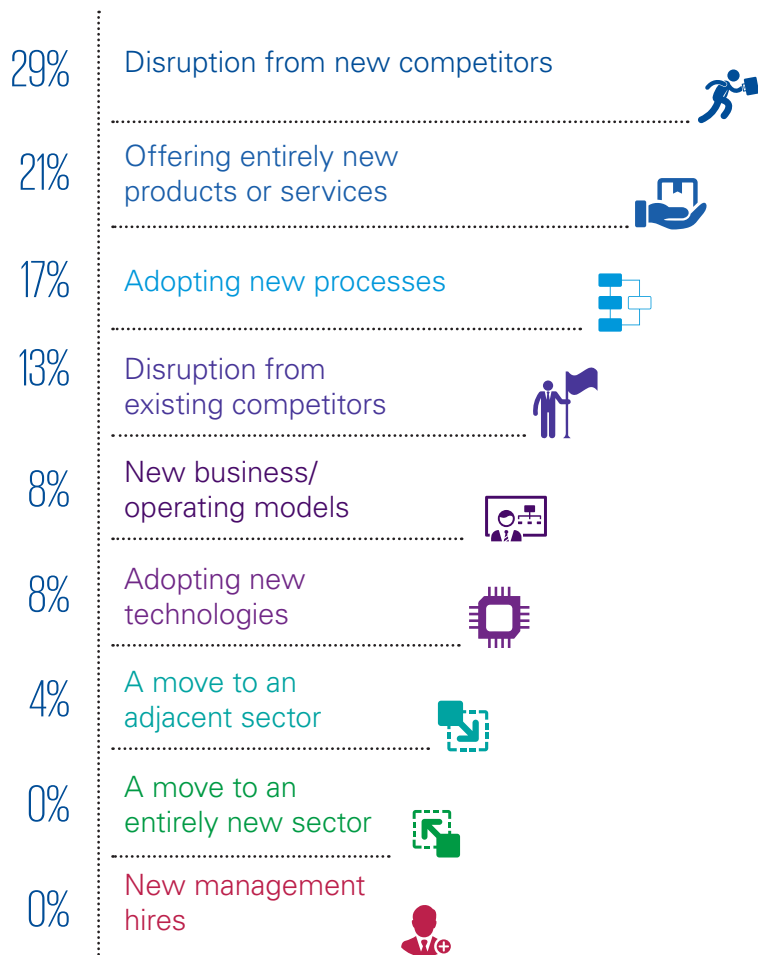 29%
Disruption from new competitors
21%
Offering entirely new
products or services
17%
Adopting new processes
13%
Disruption from
existing competitors
8%
New business/
operating models
8%
Adopting new
technologies
4%
A move to an
adjacent sector
0%
A move to an
entirely new sector
0%
New management
hires